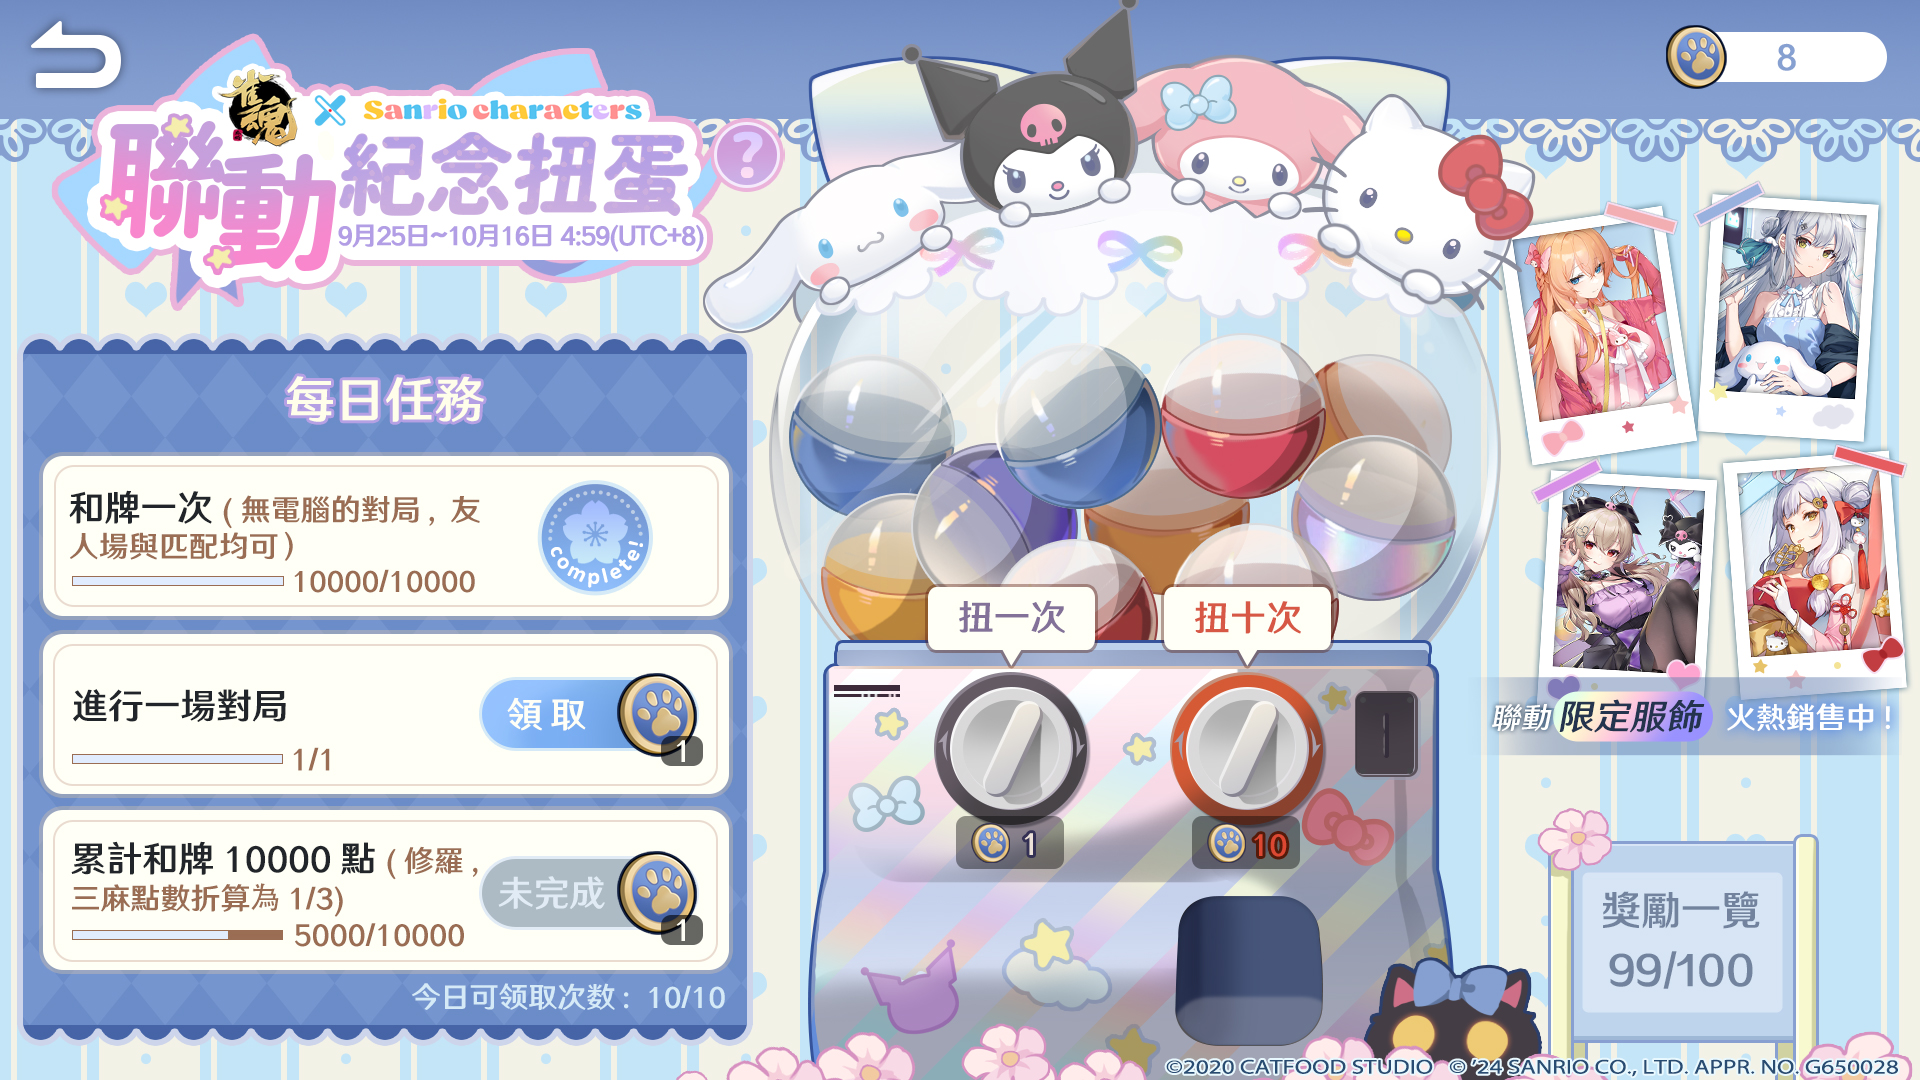 8
雀魂 Sanrio characters
聯動紀念扭蛋
?
9月25日~10月16日 4:59(UTC+8)
每日任務
和牌一次 ( 無電腦的對局 , 友
人場與匹配均可 )
10000/10000
complete!
進行一場對局
1/1
領取
1
累計和牌 10000 點 ( 修羅 ,
三麻點數折算為 1/3)
5000/10000
未完成
1
今日可领取次数 : 10/10
扭一次
扭十次
1
10
聯動 限定服飾 火熱銷售中 !
獎勵一覽
99/100
©2020 CATFOOD STUDIO © '24 SANRIO CO., LTD. APPR. NO. G650028